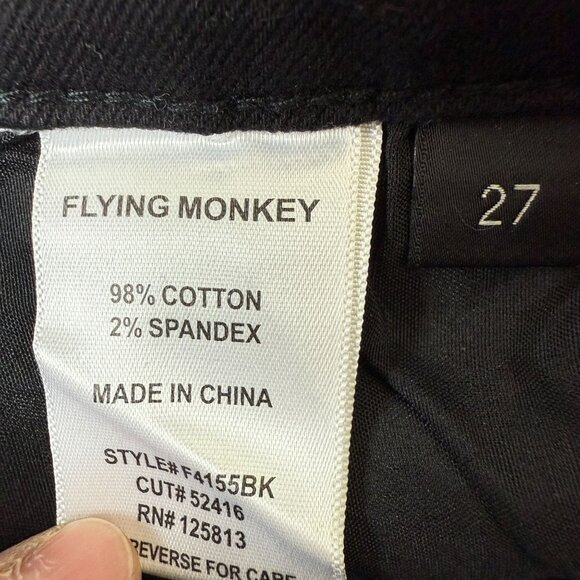 FLYING MONKEY
27
98% COTTON
2% SPANDEX
MADE IN CHINA
STYLE# F4155BK
CUT# 52416
RN# 125813
REVERSE FOR CARE